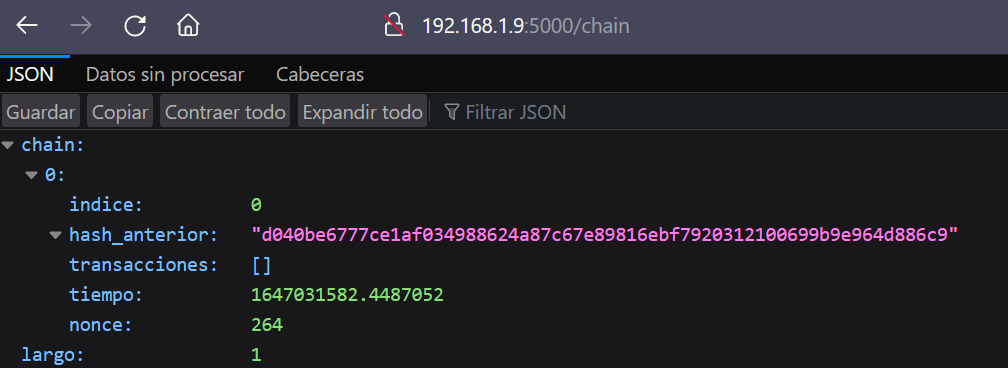 192.168.1.9:5000/chain
JSON Datos sin procesar Cabeceras
Guardar Copiar Contraer todo Expandir todo Filtrar JSON
chain:
0:
indice: 0
hash_anterior: "d040be6777ce1af034988624a87c67e89816ebf7920312100699b9e964d886c9"
transacciones: []
tiempo: 1647031582.4487052
nonce: 264
largo: 1